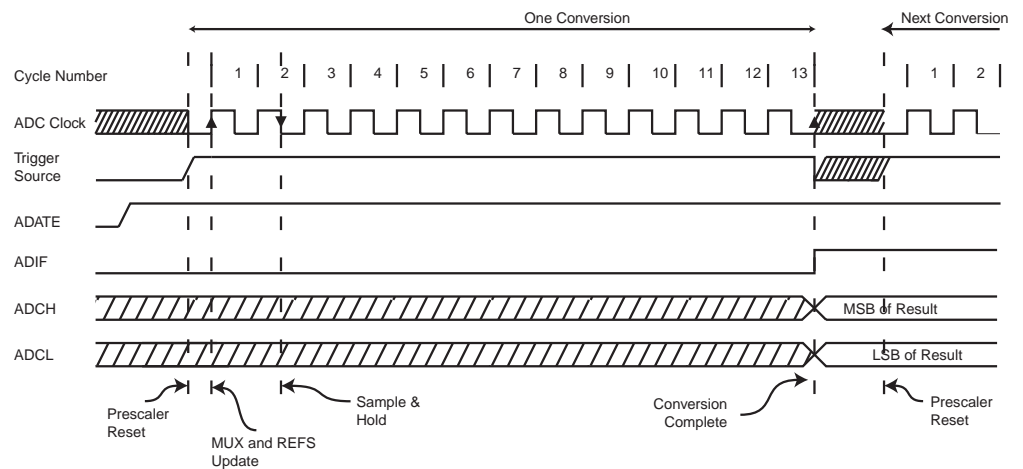 One Conversion
Next Conversion
Cycle Number
1 2 3 4 5 6 7 8 9 10 11 12 13 1 2
ADC Clock
Trigger
Source
ADATE
ADIF
ADCH
MSB of Result
ADCL
LSB of Result
Prescaler
Reset
MUX and REFS
Update
Sample &
Hold
Conversion
Complete
Prescaler
Reset